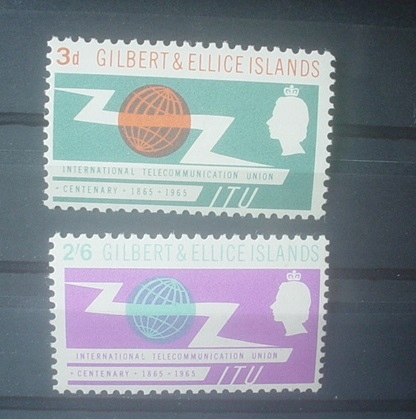 3d GILBERT & ELLICE ISLANDS
INTERNATIONAL TELECOMMUNICATION UNION
• CENTENARY • 1865 • 1965 ITU
2/6 GILBERT & ELLICE ISLANDS
INTERNATIONAL TELECOMMUNICATION UNION
• CENTENARY • 1865 • 1965 ITU